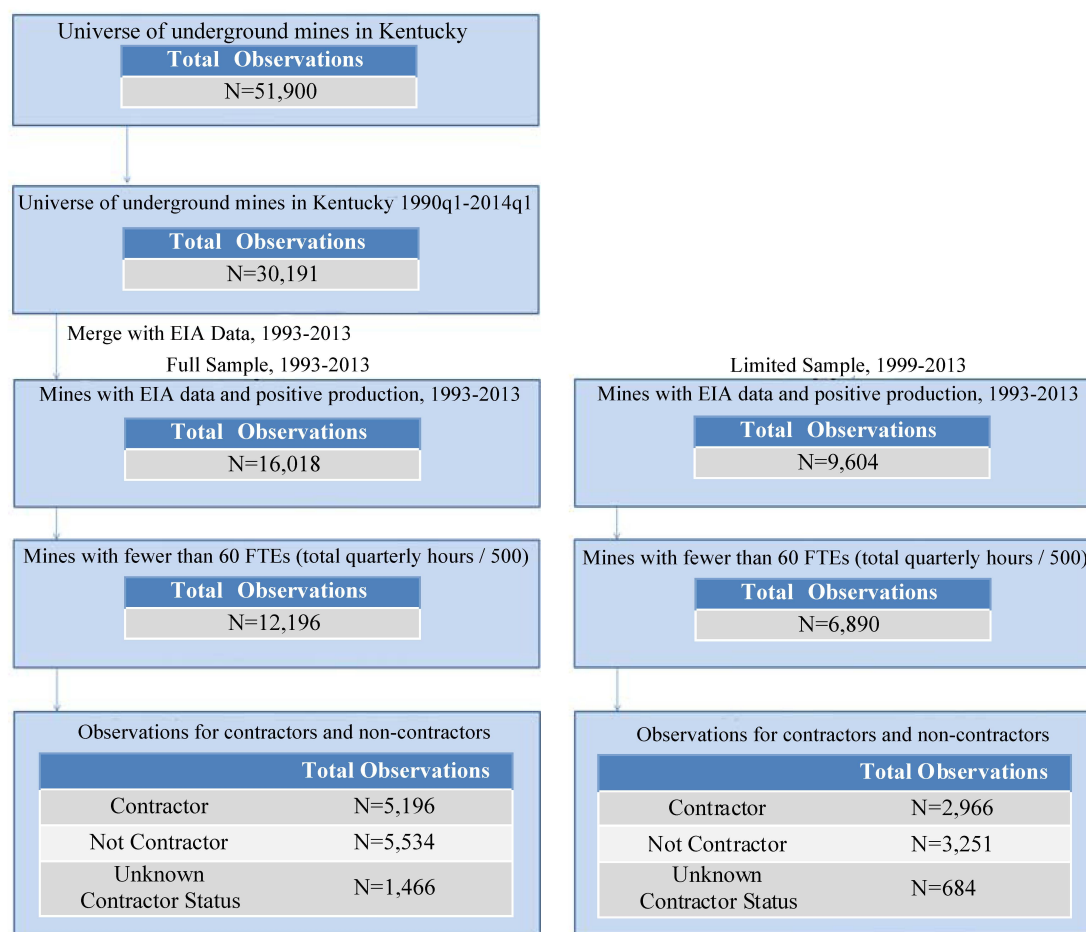 Universe of underground mines in Kentucky
Total Observations
N=51,900
Universe of underground mines in Kentucky 1990q1-2014q1
Total Observations
N=30,191
Merge with EIA Data, 1993-2013
Full Sample, 1993-2013
Mines with EIA data and positive production, 1993-2013
Total Observations
N=16,018
Mines with fewer than 60 FTEs (total quarterly hours / 500)
Total Observations
N=12,196
Observations for contractors and non-contractors
Total Observations
Contractor N=5,196
Not Contractor N=5,534
Unknown
Contractor Status N=1,466
Limited Sample, 1999-2013
Mines with EIA data and positive production, 1993-2013
Total Observations
N=9,604
Mines with fewer than 60 FTEs (total quarterly hours / 500)
Total Observations
N=6,890
Observations for contractors and non-contractors
Total Observations
Contractor N=2,966
Not Contractor N=3,251
Unknown
Contractor Status N=684